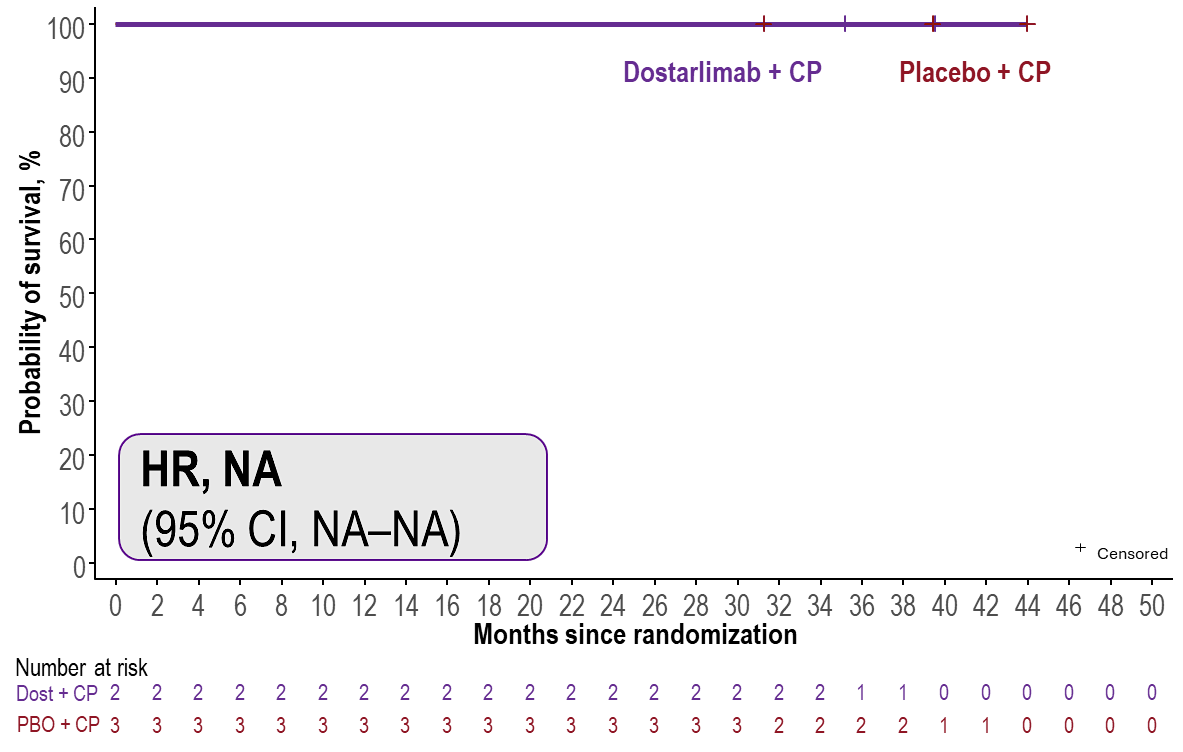 100
90
80
70
60
50
40
30
20
10
0
Probability of survival, %
Dostarlimab + CP
Placebo + CP
HR, NA
(95% CI, NA–NA)
+ Censored
0 2 4 6 8 10 12 14 16 18 20 22 24 26 28 30 32 34 36 38 40 42 44 46 48 50
Months since randomization
Number at risk
Dost + CP 2 2 2 2 2 2 2 2 2 2 2 2 2 2 2 2 2 2 1 1 0 0 0 0 0 0
PBO + CP 3 3 3 3 3 3 3 3 3 3 3 3 3 3 3 3 2 2 2 2 1 1 0 0 0 0